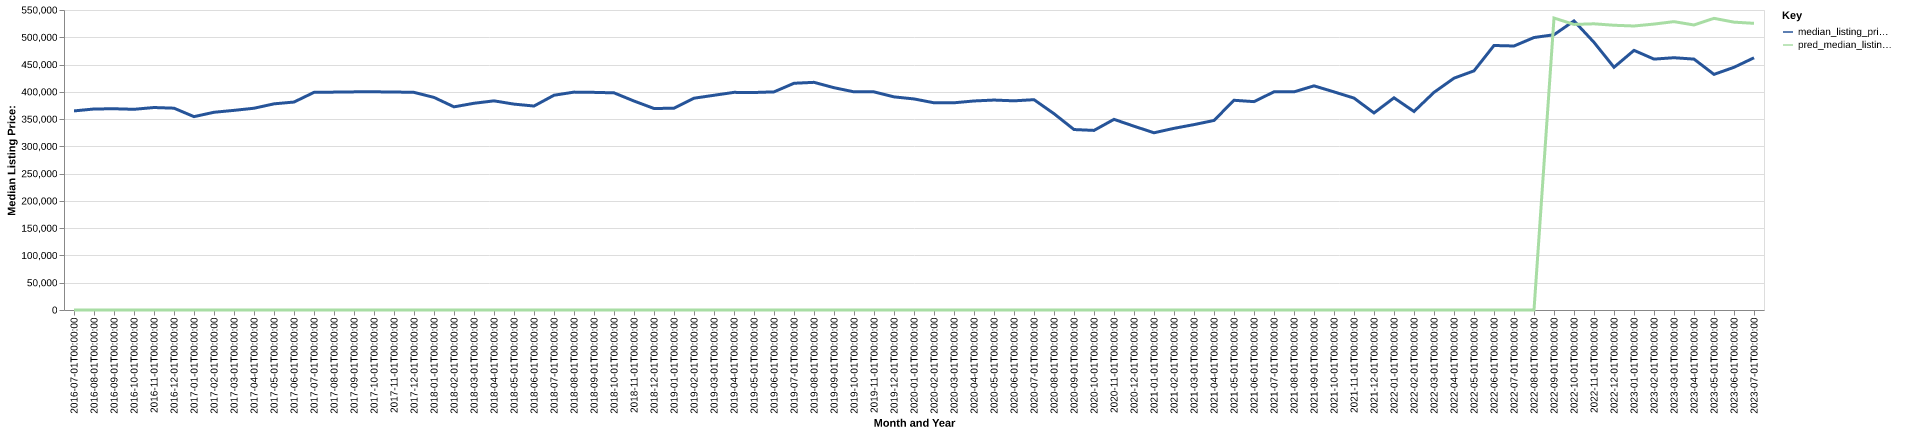 550,000
500,000
450,000
400,000
350,000
300,000
250,000
200,000
150,000
100,000
50,000
0
Median Listing Price:
2016-07-01T00:00:00
2016-08-01T00:00:00
2016-09-01T00:00:00
2016-10-01T00:00:00
2016-11-01T00:00:00
2016-12-01T00:00:00
2017-01-01T00:00:00
2017-02-01T00:00:00
2017-03-01T00:00:00
2017-04-01T00:00:00
2017-05-01T00:00:00
2017-06-01T00:00:00
2017-07-01T00:00:00
2017-08-01T00:00:00
2017-09-01T00:00:00
2017-10-01T00:00:00
2017-11-01T00:00:00
2017-12-01T00:00:00
2018-01-01T00:00:00
2018-02-01T00:00:00
2018-03-01T00:00:00
2018-04-01T00:00:00
2018-05-01T00:00:00
2018-06-01T00:00:00
2018-07-01T00:00:00
2018-08-01T00:00:00
2018-09-01T00:00:00
2018-10-01T00:00:00
2018-11-01T00:00:00
2018-12-01T00:00:00
2019-01-01T00:00:00
2019-02-01T00:00:00
2019-03-01T00:00:00
2019-04-01T00:00:00
2019-05-01T00:00:00
2019-06-01T00:00:00
2019-07-01T00:00:00
2019-08-01T00:00:00
2019-09-01T00:00:00
2019-10-01T00:00:00
2019-11-01T00:00:00
2019-12-01T00:00:00
2020-01-01T00:00:00
2020-02-01T00:00:00
2020-03-01T00:00:00
2020-04-01T00:00:00
2020-05-01T00:00:00
2020-06-01T00:00:00
2020-07-01T00:00:00
2020-08-01T00:00:00
2020-09-01T00:00:00
2020-10-01T00:00:00
2020-11-01T00:00:00
2020-12-01T00:00:00
2021-01-01T00:00:00
2021-02-01T00:00:00
2021-03-01T00:00:00
2021-04-01T00:00:00
2021-05-01T00:00:00
2021-06-01T00:00:00
2021-07-01T00:00:00
2021-08-01T00:00:00
2021-09-01T00:00:00
2021-10-01T00:00:00
2021-11-01T00:00:00
2021-12-01T00:00:00
2022-01-01T00:00:00
2022-02-01T00:00:00
2022-03-01T00:00:00
2022-04-01T00:00:00
2022-05-01T00:00:00
2022-06-01T00:00:00
2022-07-01T00:00:00
2022-08-01T00:00:00
2022-09-01T00:00:00
2022-10-01T00:00:00
2022-11-01T00:00:00
2022-12-01T00:00:00
2023-01-01T00:00:00
2023-02-01T00:00:00
2023-03-01T00:00:00
2023-04-01T00:00:00
2023-05-01T00:00:00
2023-06-01T00:00:00
2023-07-01T00:00:00
Month and Year
Key
median_listing_pri…
pred_median_listin…